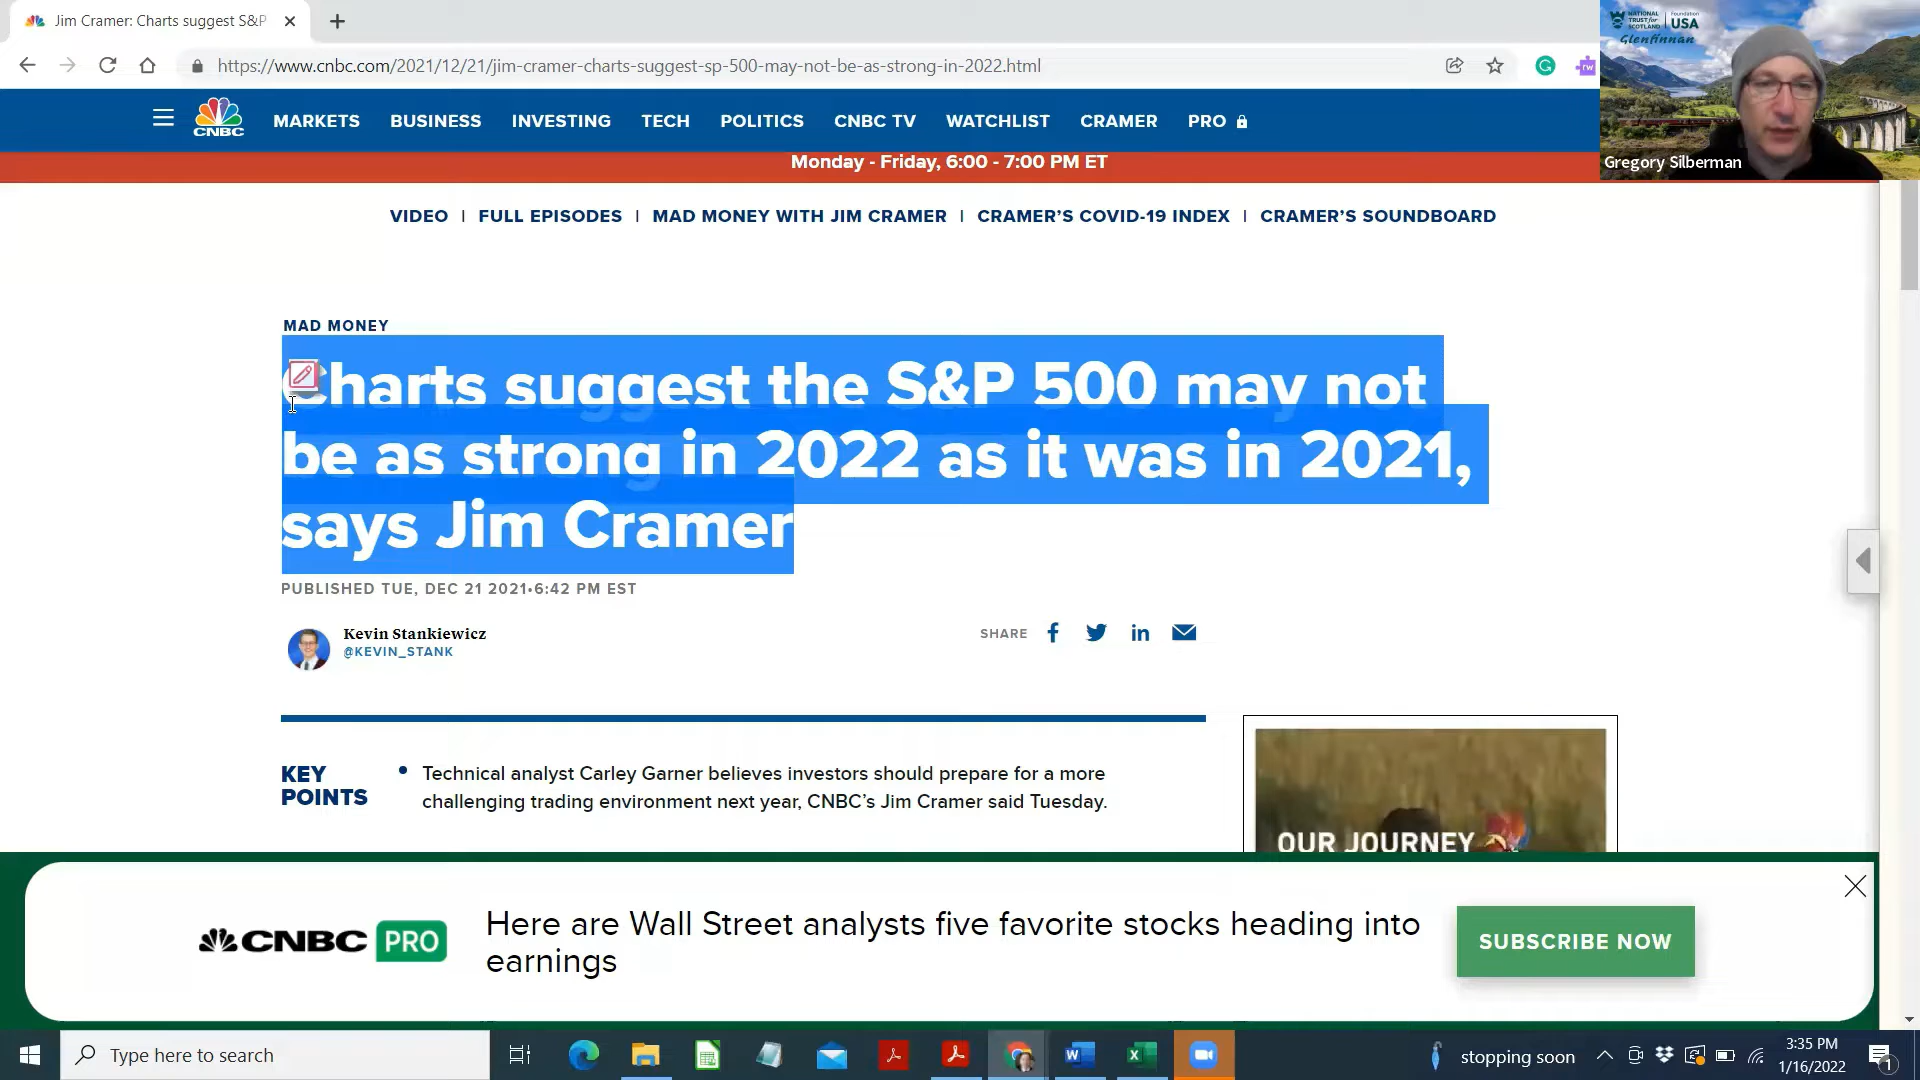 Jim Cramer: Charts suggest S&P
https://www.cnbc.com/2021/12/21/jim-cramer-charts-suggest-sp-500-may-not-be-as-strong-in-2022.html
NATIONAL TRUST for SCOTLAND Foundation USA
Glenfinnan
Gregory Silberman
CNBC MARKETS BUSINESS INVESTING TECH POLITICS CNBC TV WATCHLIST CRAMER PRO
Monday - Friday, 6:00 - 7:00 PM ET
VIDEO | FULL EPISODES | MAD MONEY WITH JIM CRAMER | CRAMER'S COVID-19 INDEX | CRAMER'S SOUNDBOARD
MAD MONEY
Charts suggest the S&P 500 may not
be as strong in 2022 as it was in 2021,
says Jim Cramer
PUBLISHED TUE, DEC 21 2021•6:42 PM EST
Kevin Stankiewicz
@KEVIN_STANK
SHARE
KEY
POINTS
• Technical analyst Carley Garner believes investors should prepare for a more
challenging trading environment next year, CNBC's Jim Cramer said Tuesday.
OUR JOURNEY
CNBC PRO
Here are Wall Street analysts five favorite stocks heading into
earnings
SUBSCRIBE NOW
Type here to search
stopping soon
3:35 PM
1/16/2022
1